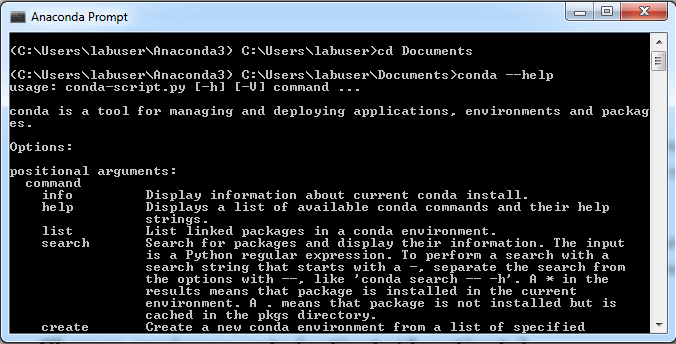 Anaconda Prompt
(C:\Users\labuser\Anaconda3) C:\Users\labuser>cd Documents
(C:\Users\labuser\Anaconda3) C:\Users\labuser\Documents>conda --help
usage: conda-script.py [-h] [-V] command ...
conda is a tool for managing and deploying applications, environments and packag
es.
Options:
positional arguments:
command
info Display information about current conda install.
help Displays a list of available conda commands and their help
strings.
list List linked packages in a conda environment.
search Search for packages and display their information. The input
is a Python regular expression. To perform a search with a
search string that starts with a -, separate the search from
the options with --, like 'conda search -- -h'. A * in the
results means that package is installed in the current
environment. A . means that package is not installed but is
cached in the pkgs directory.
create Create a new conda environment from a list of specified